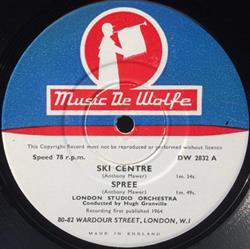 Music De Wolfe
This Copyright Record must not be reproduced or performed without licence
Speed 78 r.p.m.
DW 2832 A
SKI CENTRE
(Anthony Mawer)
1m. 34s.
SPREE
(Anthony Mawer)
1m. 49s.
LONDON STUDIO ORCHESTRA
Conducted by Hugh Granville
Recording first published 1964
80-82 WARDOUR STREET, LONDON, W.1
MADE IN ENGLAND